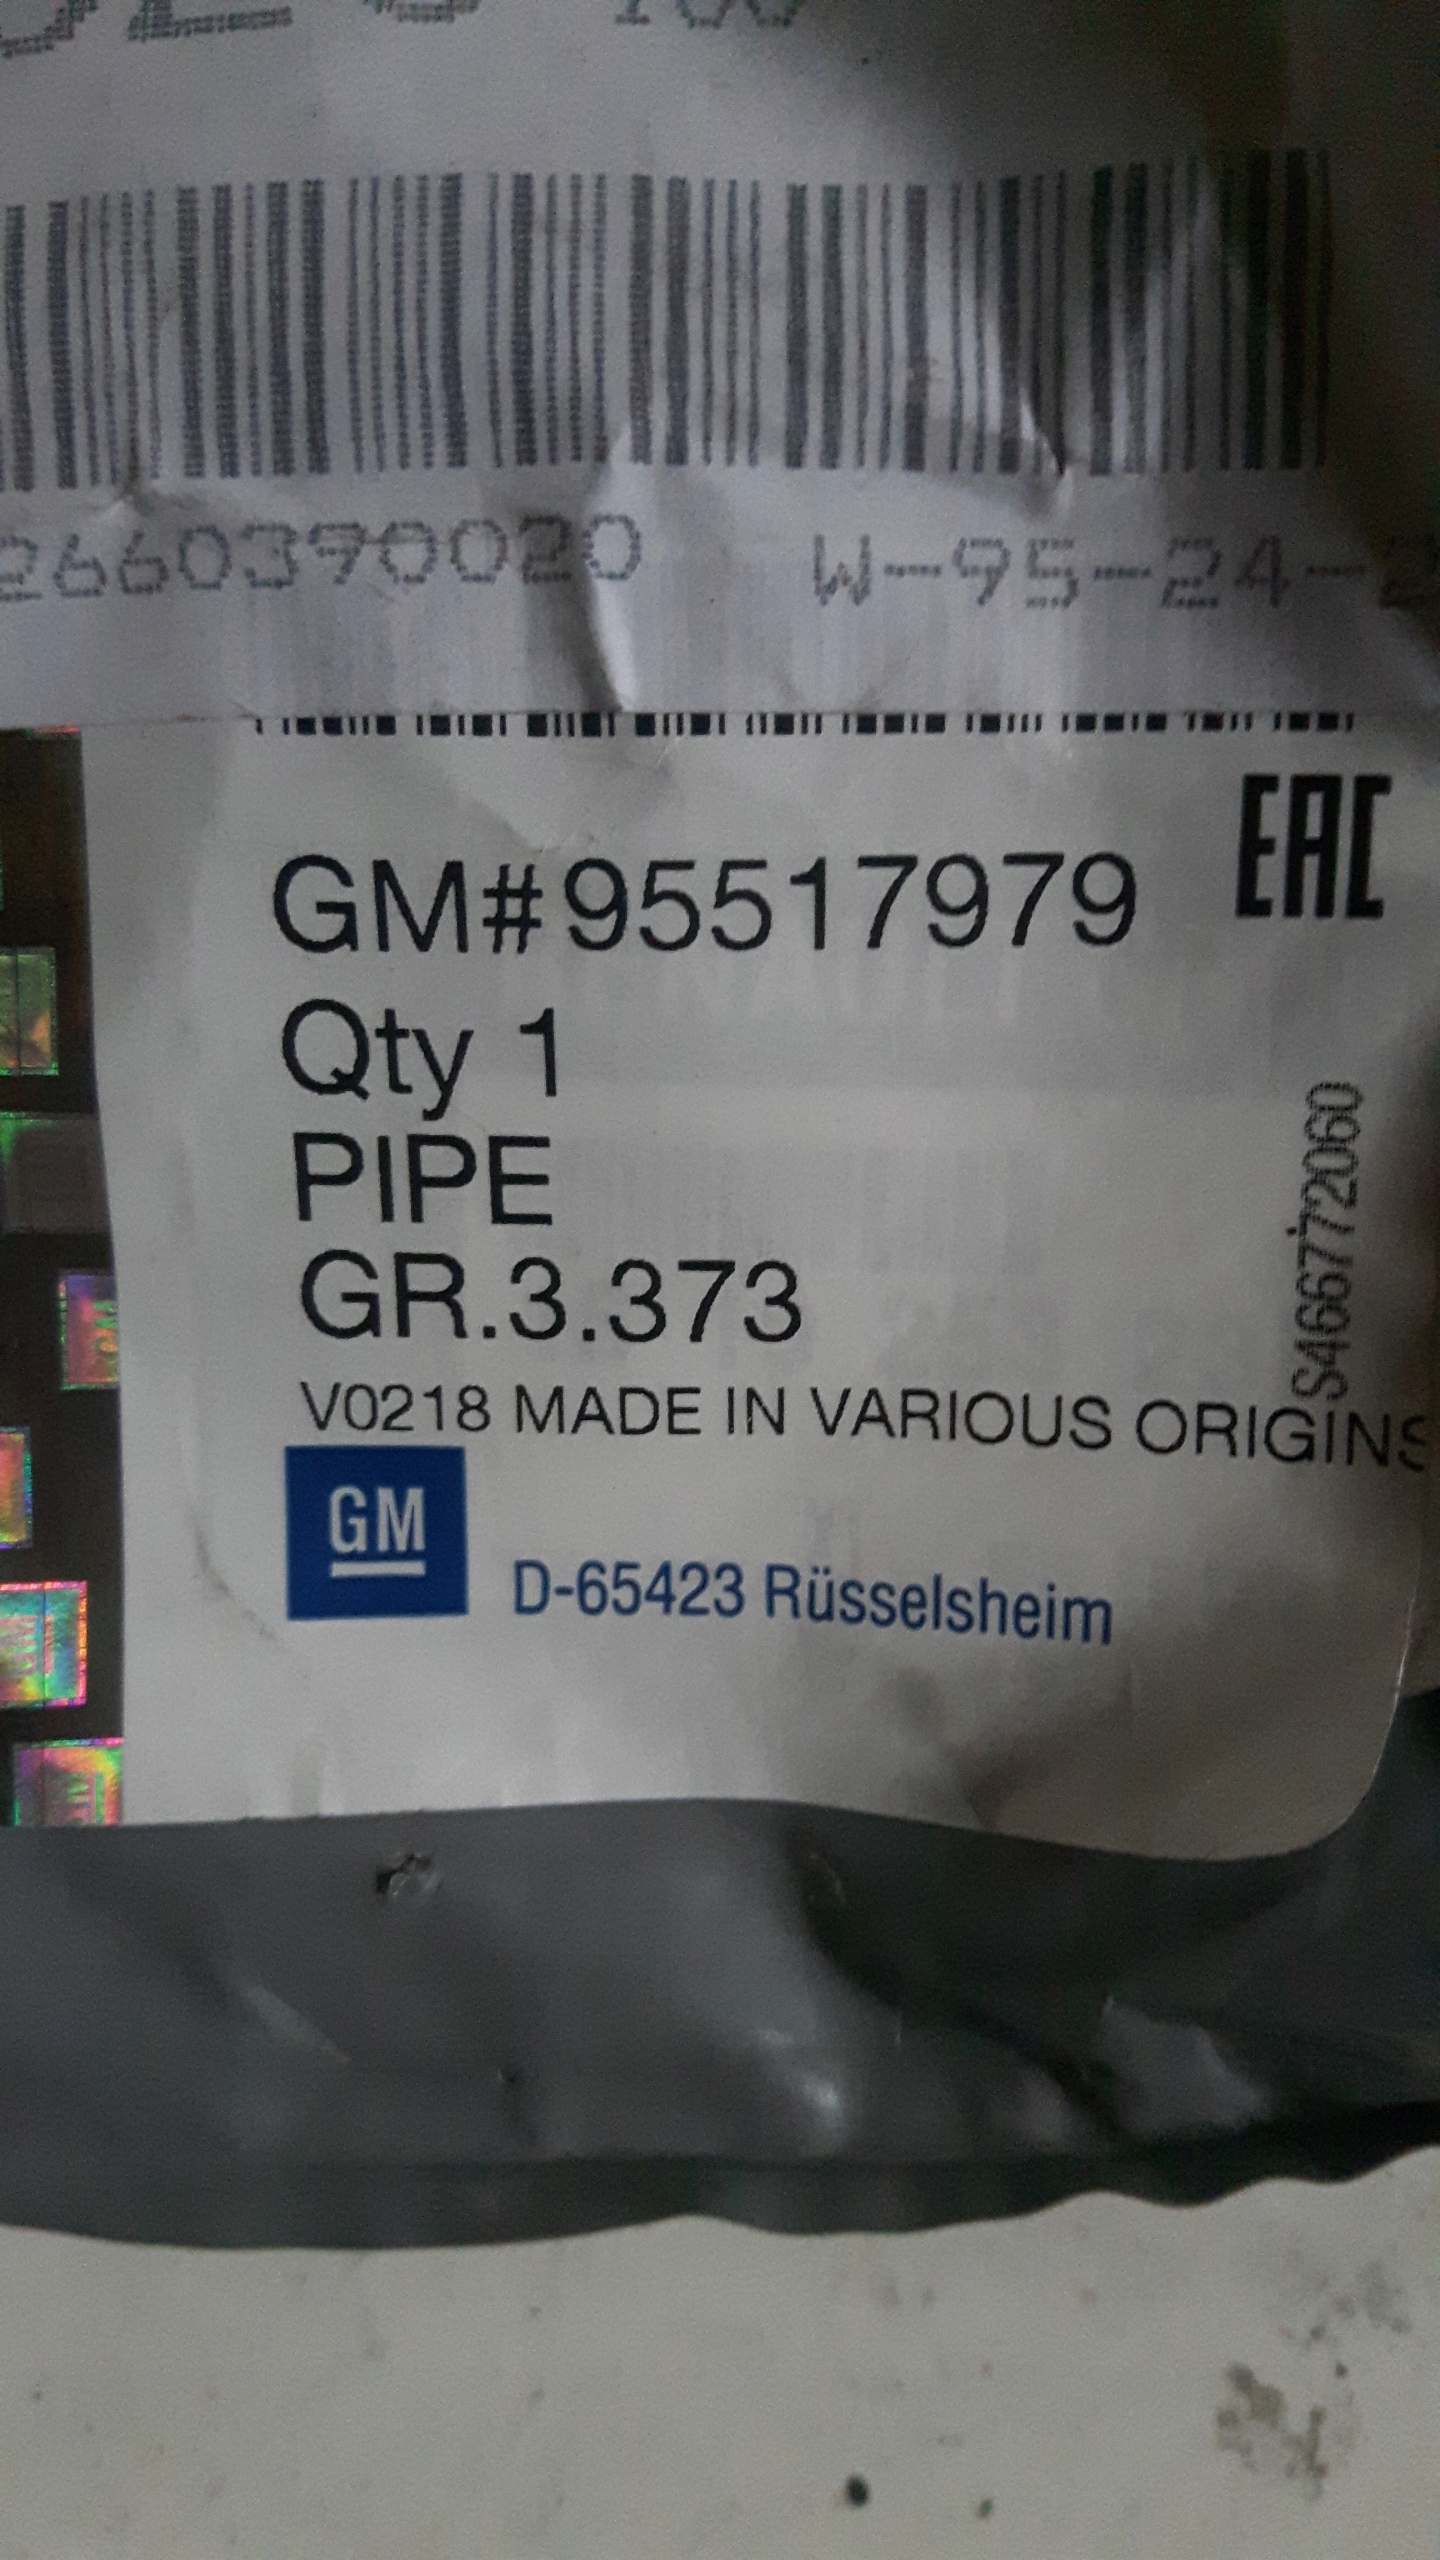 2660390020 W-95-24-
EAC
GM#95517979
Qty 1
PIPE
GR.3.373
S466772060
V0218 MADE IN VARIOUS ORIGINS
GM
D-65423 Rüsselsheim